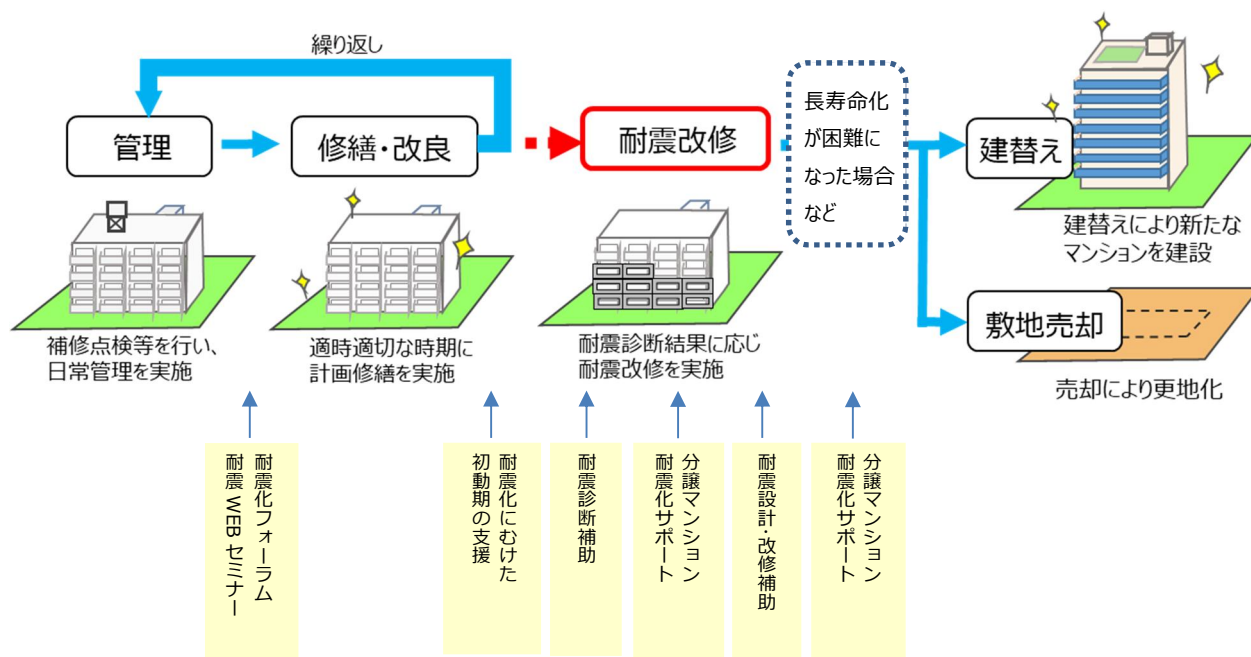 繰り返し
管理
修繕・改良
耐震改修
長寿命化
が困難に
なった場合
など
建替え
建替えにより新たな
マンションを建設
敷地売却
売却により更地化
補修点検等を行い、
日常管理を実施
適時適切な時期に
計画修繕を実施
耐震診断結果に応じ
耐震改修を実施
耐震化フォーラム
耐震 WEB セミナー
耐震化にむけた
初動期の支援
耐震診断補助
分譲マンション
耐震化サポート
耐震設計・改修補助
分譲マンション
耐震化サポート